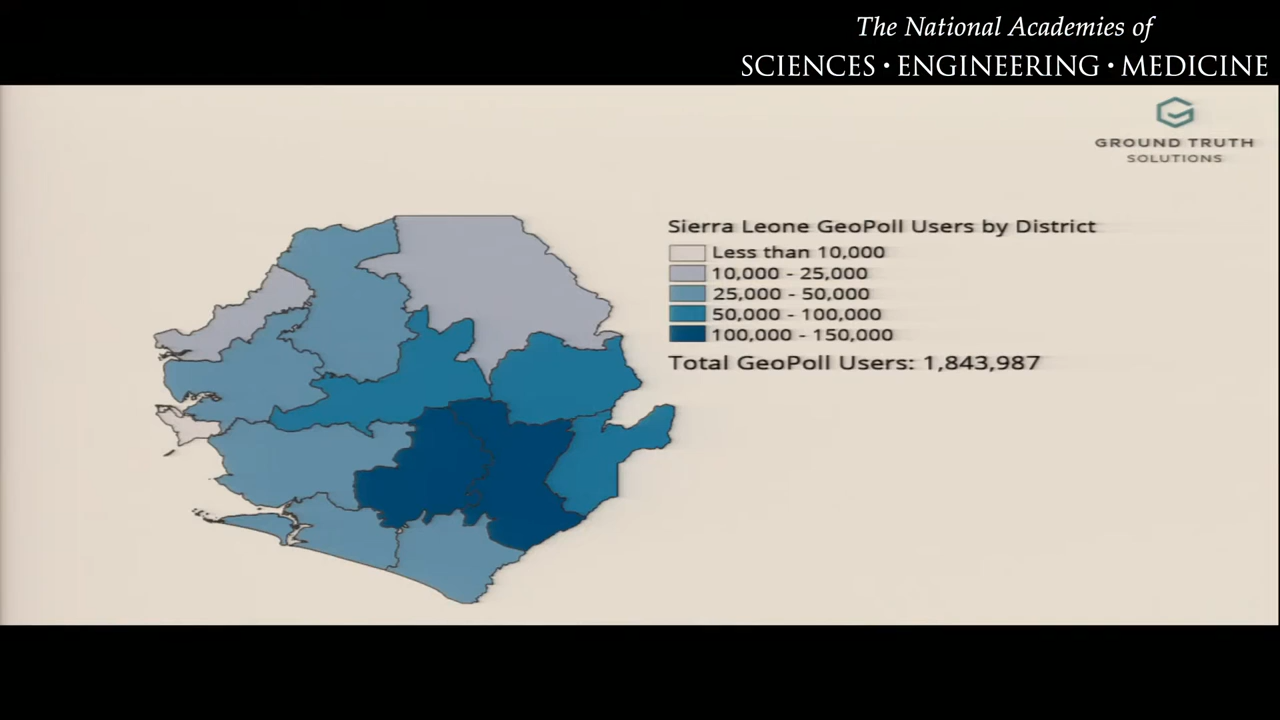 The National Academies of
SCIENCES · ENGINEERING · MEDICINE
GROUND TRUTH
SOLUTIONS
Sierra Leone GeoPoll Users by District
Less than 10,000
10,000 - 25,000
25,000 - 50,000
50,000 - 100,000
100,000 - 150,000
Total GeoPoll Users: 1,843,987